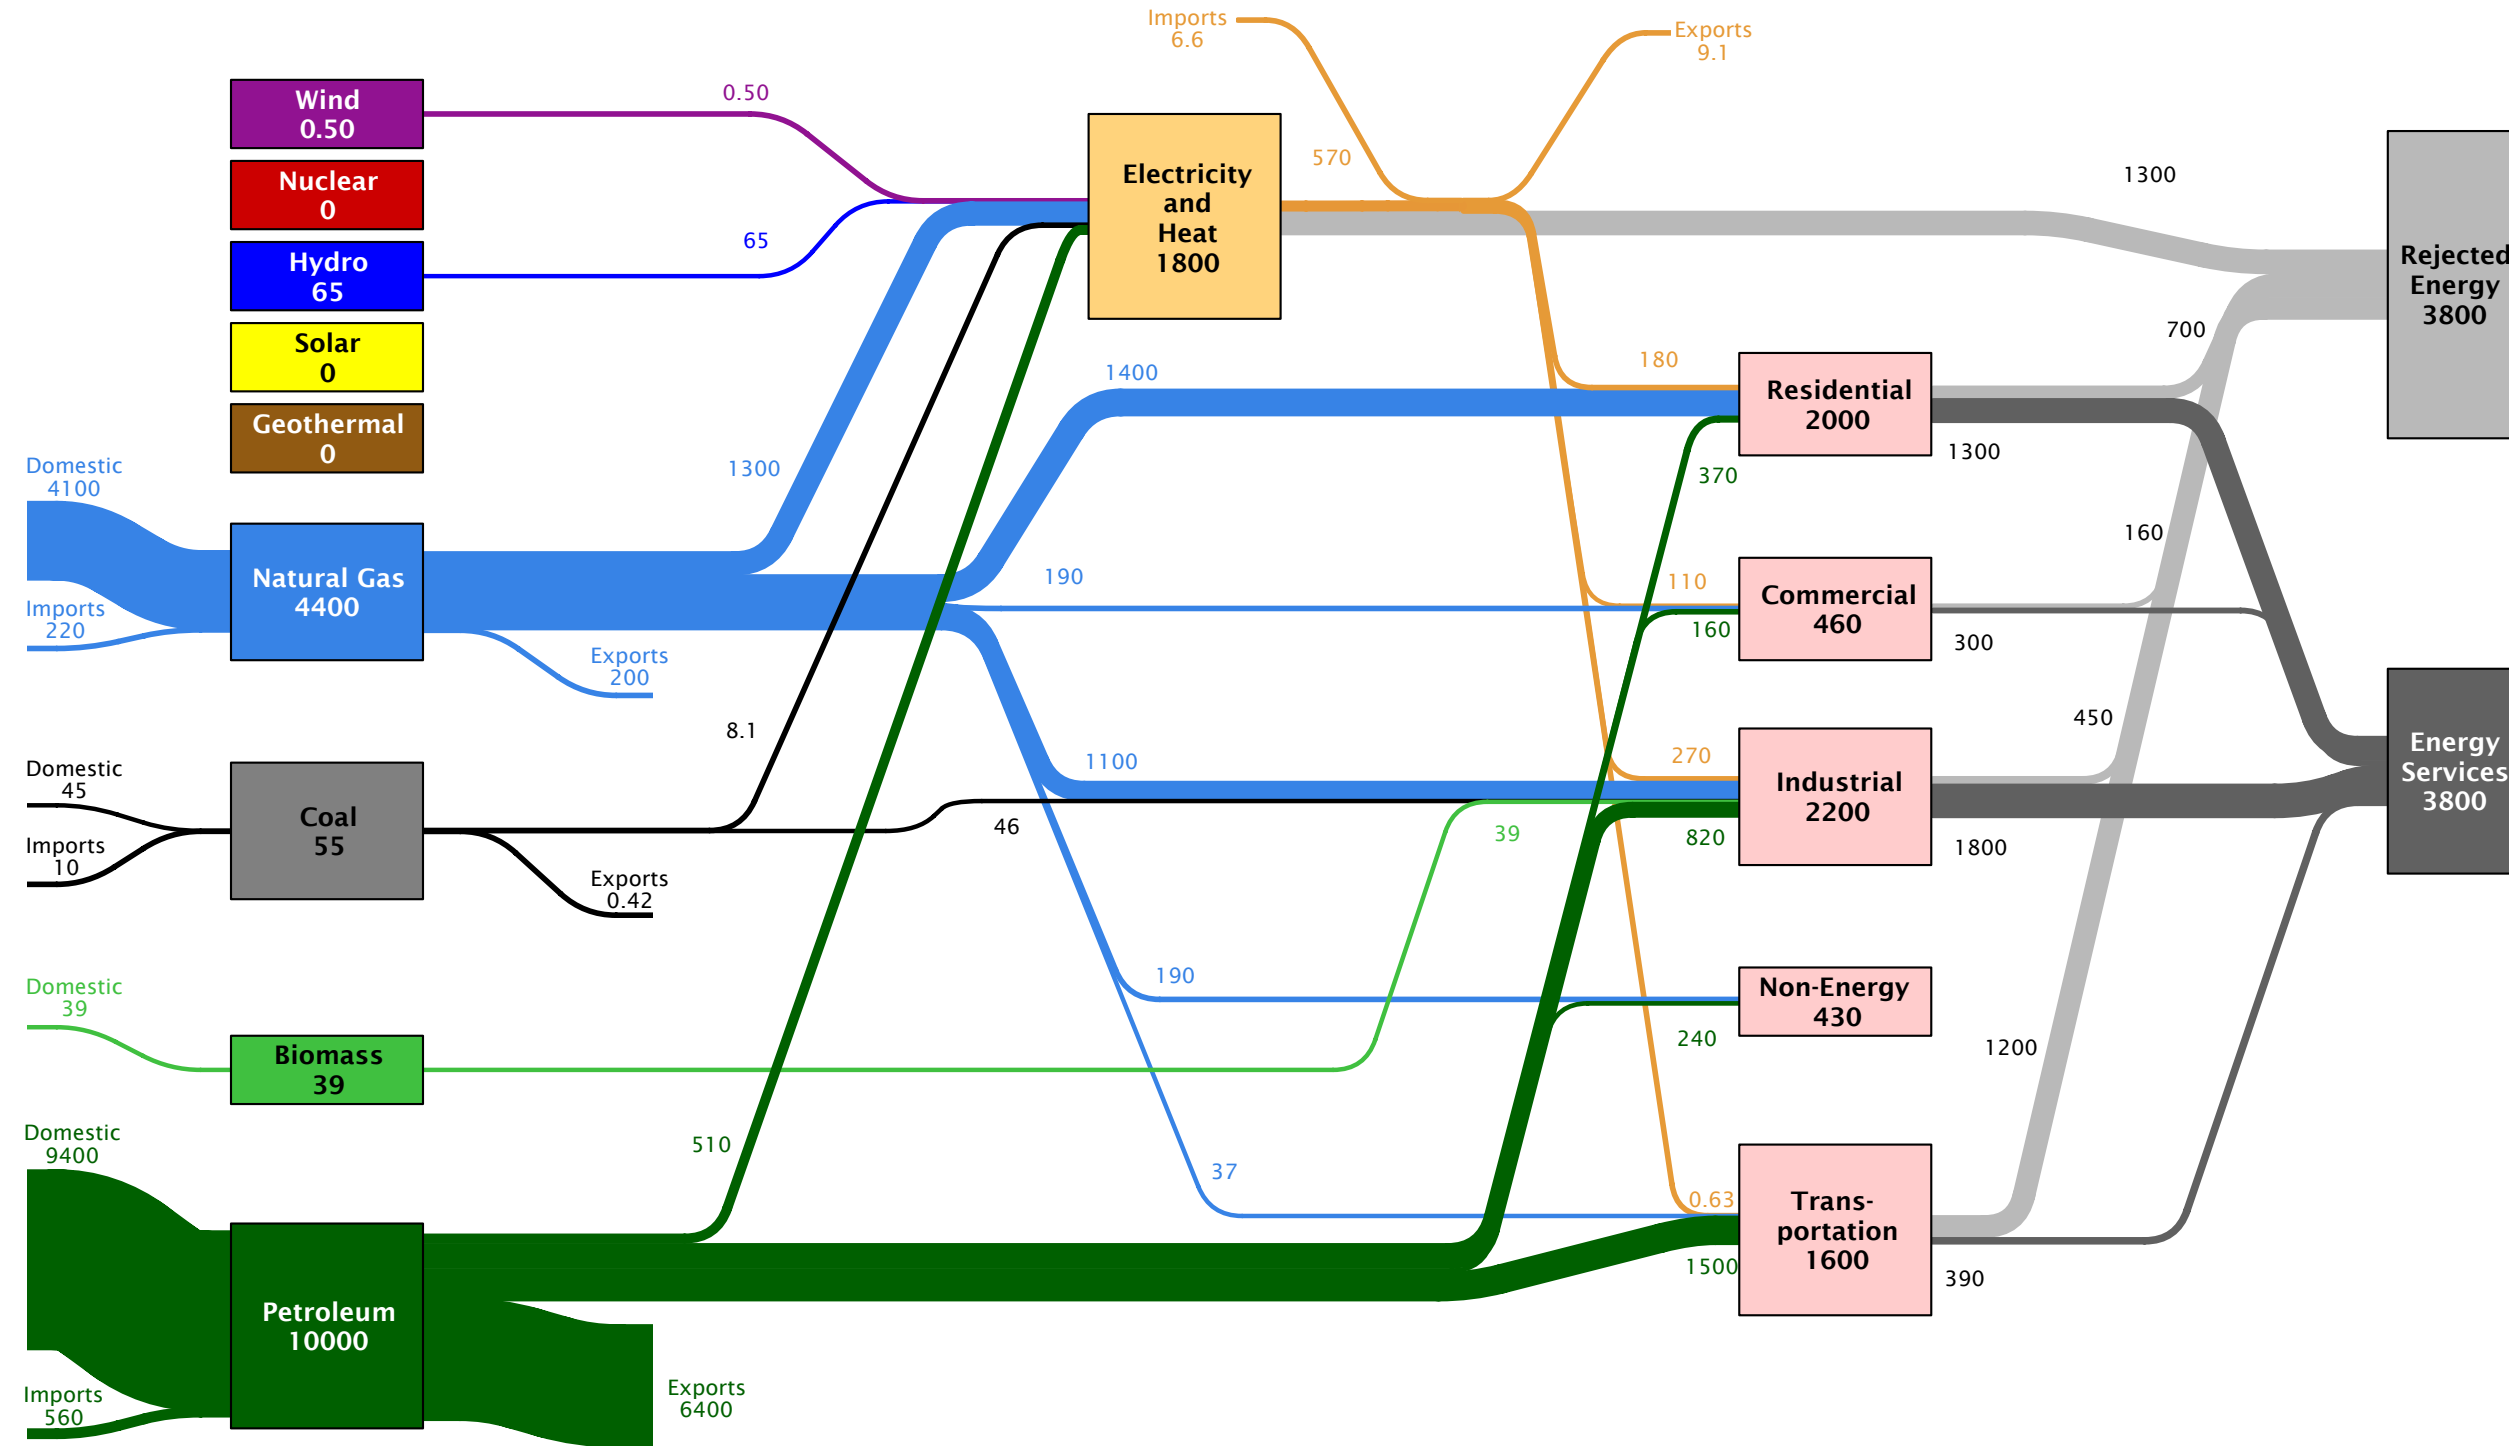 Imports
6.6
Exports
9.1
Wind
0.50
0.50
Nuclear
0
Hydro
65
65
Solar
0
Geothermal
0
Electricity
and
Heat
1800
570
1300
Rejected
Energy
3800
Domestic
4100
Natural Gas
4400
Imports
220
Exports
200
1300
1400
190
1100
190
37
180
Residential
2000
370
700
1300
110
Commercial
460
160
160
300
Domestic
45
Coal
55
Imports
10
Exports
0.42
8.1
46
270
Industrial
2200
39
820
450
1800
Energy
Services
3800
Domestic
39
Biomass
39
Non-Energy
430
240
Domestic
9400
Petroleum
10000
Imports
560
Exports
6400
510
0.63
Trans-
portation
1600
1500
1200
390